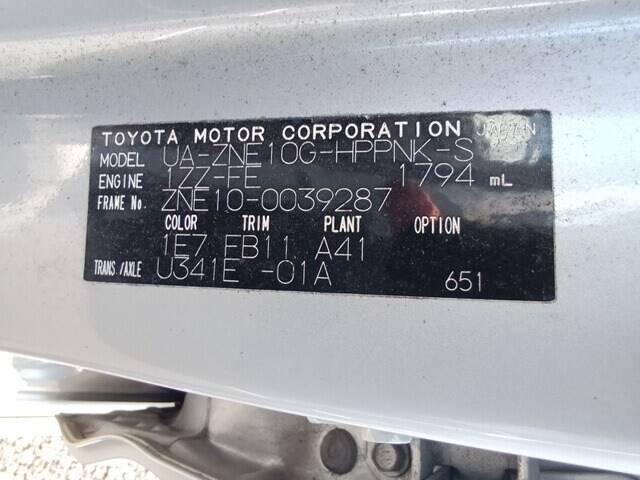 TOYOTA MOTOR CORPORATION JAPAN
MODEL UA-ZNE10G-HPPNK-S
ENGINE 1ZZ-FE 1794 mL
FRAME No. ZNE10-0039287
COLOR TRIM PLANT OPTION
1E7 FB11 A41
TRANS./AXLE U341E -01A 651